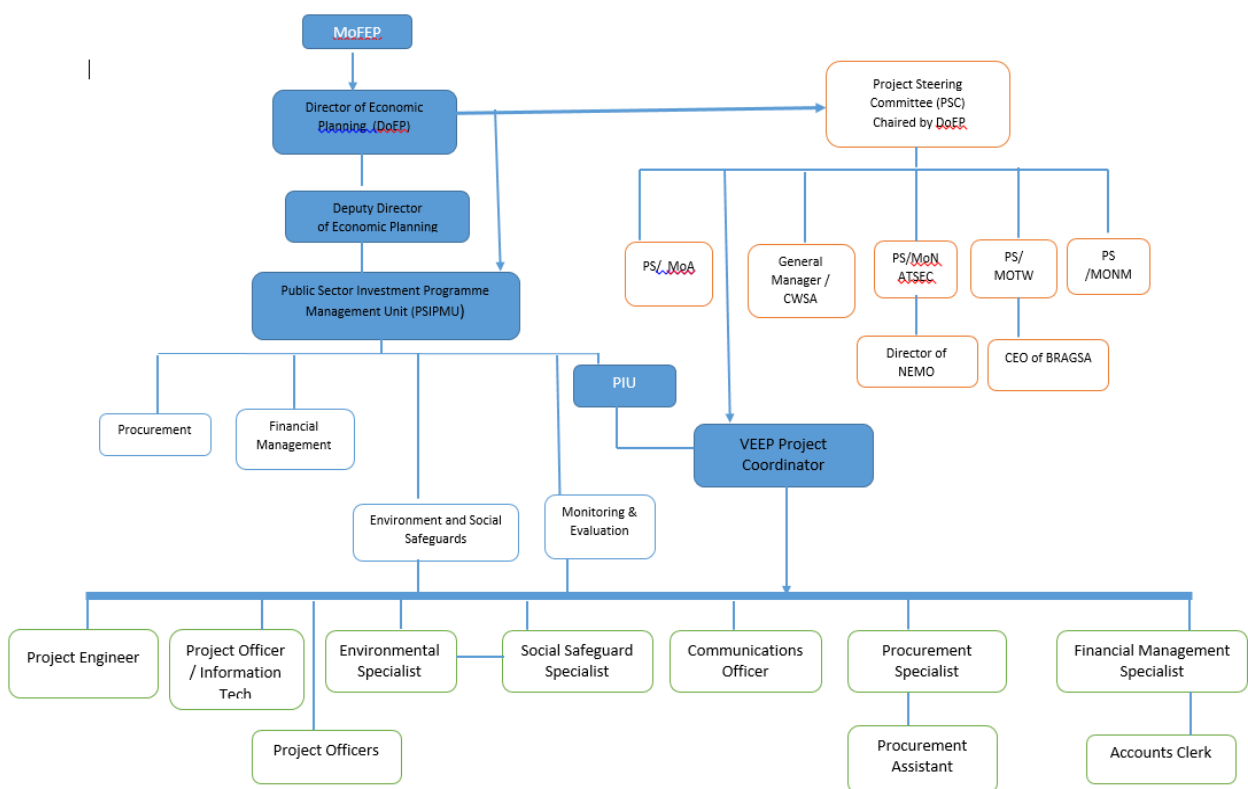 MoFEP
Director of Economic
Planning (DoEP)
Project Steering
Committee (PSC)
Chaired by DoEP
Deputy Director
of Economic Planning
PS/ MoA
General
Manager /
CWSA
PS/MoN
ATSEC
PS/
MOTW
PS
/MONM
Public Sector Investment Programme
Management Unit (PSIPMU)
Director of
NEMO
CEO of BRAGSA
PIU
Procurement
Financial
Management
VEEP Project
Coordinator
Environment and Social
Safeguards
Monitoring &
Evaluation
Project Engineer
Project Officer
/ Information
Tech
Environmental
Specialist
Social Safeguard
Specialist
Communications
Officer
Procurement
Specialist
Financial Management
Specialist
Project Officers
Procurement
Assistant
Accounts Clerk